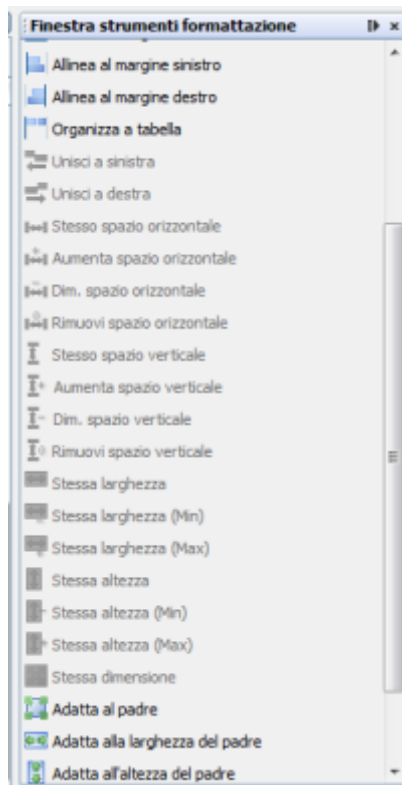 Finestra strumenti formattazione
Allinea al margine sinistro
Allinea al margine destro
Organizza a tabella
Unisci a sinistra
Unisci a destra
Stesso spazio orizzontale
Aumenta spazio orizzontale
Dim. spazio orizzontale
Rimuovi spazio orizzontale
Stesso spazio verticale
Aumenta spazio verticale
Dim. spazio verticale
Rimuovi spazio verticale
Stessa larghezza
Stessa larghezza (Min)
Stessa larghezza (Max)
Stessa altezza
Stessa altezza (Min)
Stessa altezza (Max)
Stessa dimensione
Adatta al padre
Adatta alla larghezza del padre
Adatta all'altezza del padre